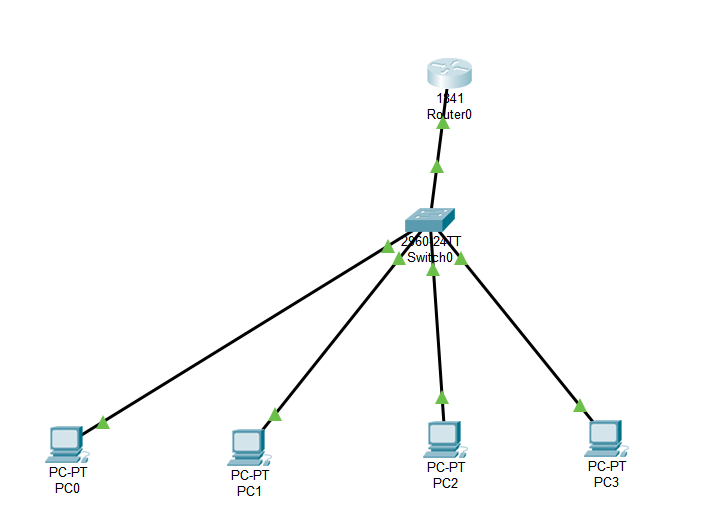 1841
Router0
2960-24TT
Switch0
PC-PT
PC0
PC-PT
PC1
PC-PT
PC2
PC-PT
PC3